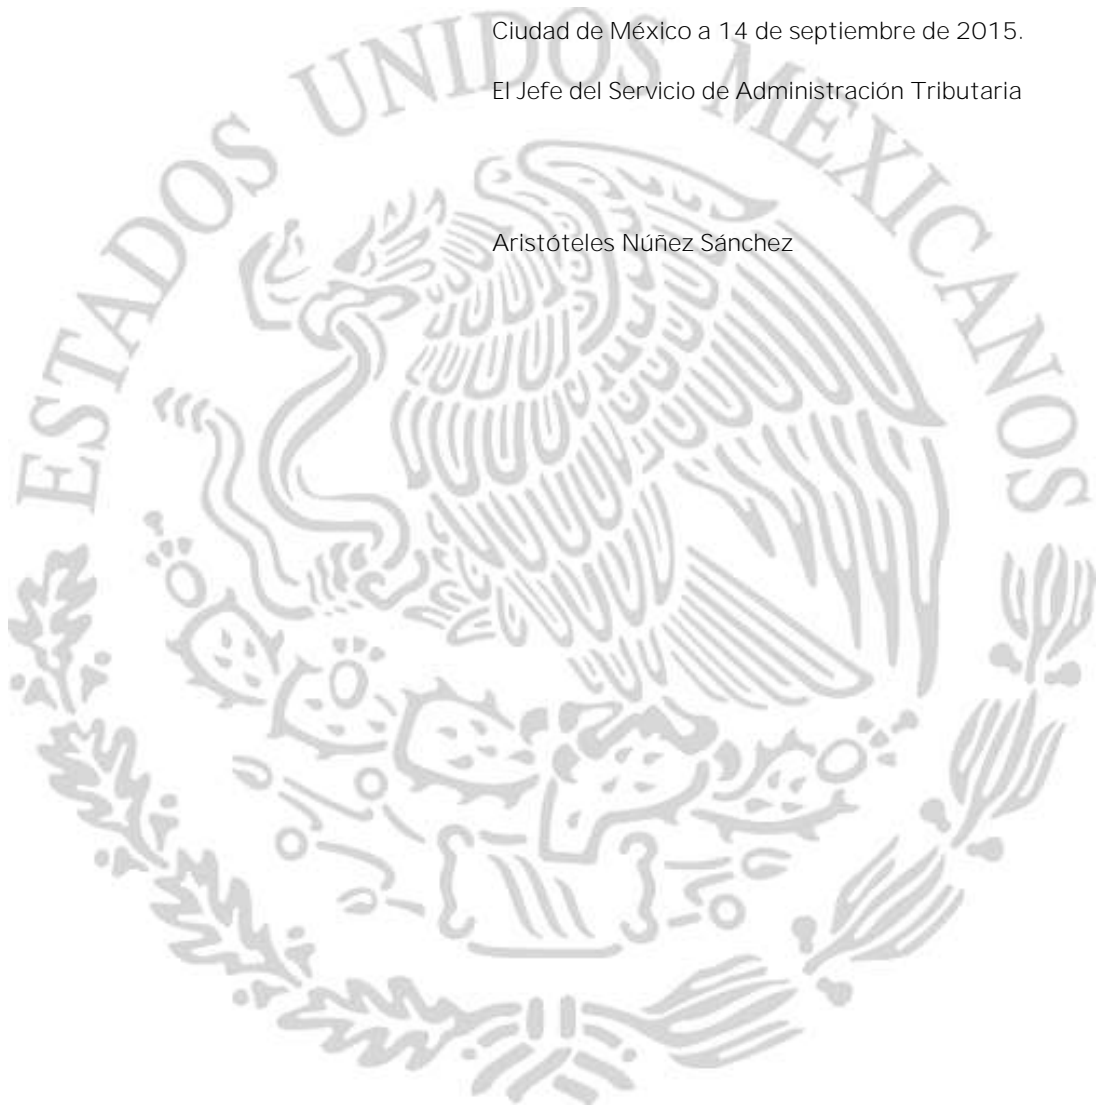 Ciudad de México a 14 de septiembre de 2015.
El Jefe del Servicio de Administración Tributaria
Aristóteles Núñez Sánchez
ESTADOS UNIDOS MEXICANOS